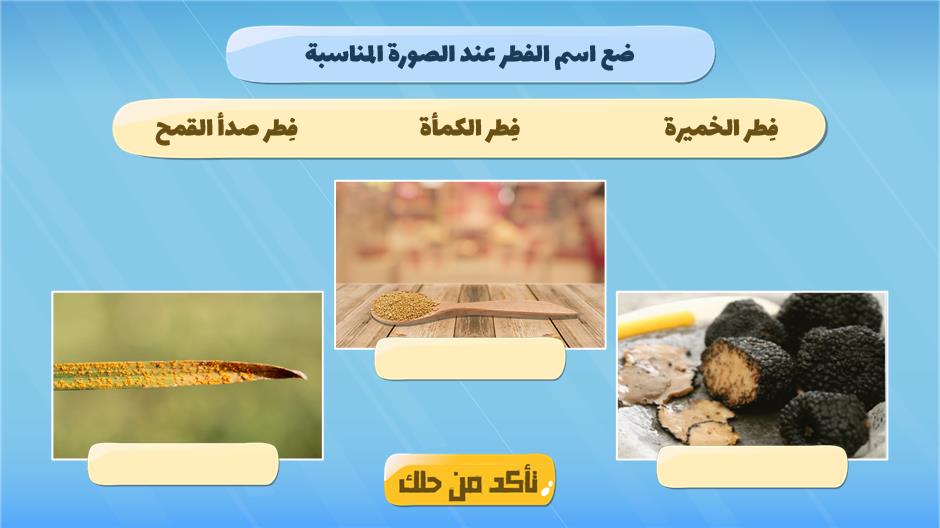 ضع اسم الفطر عند الصورة المناسبة
فِطر الخميرة
فِطر الكمأة
فِطر صدأ القمح
تأكد من حلك